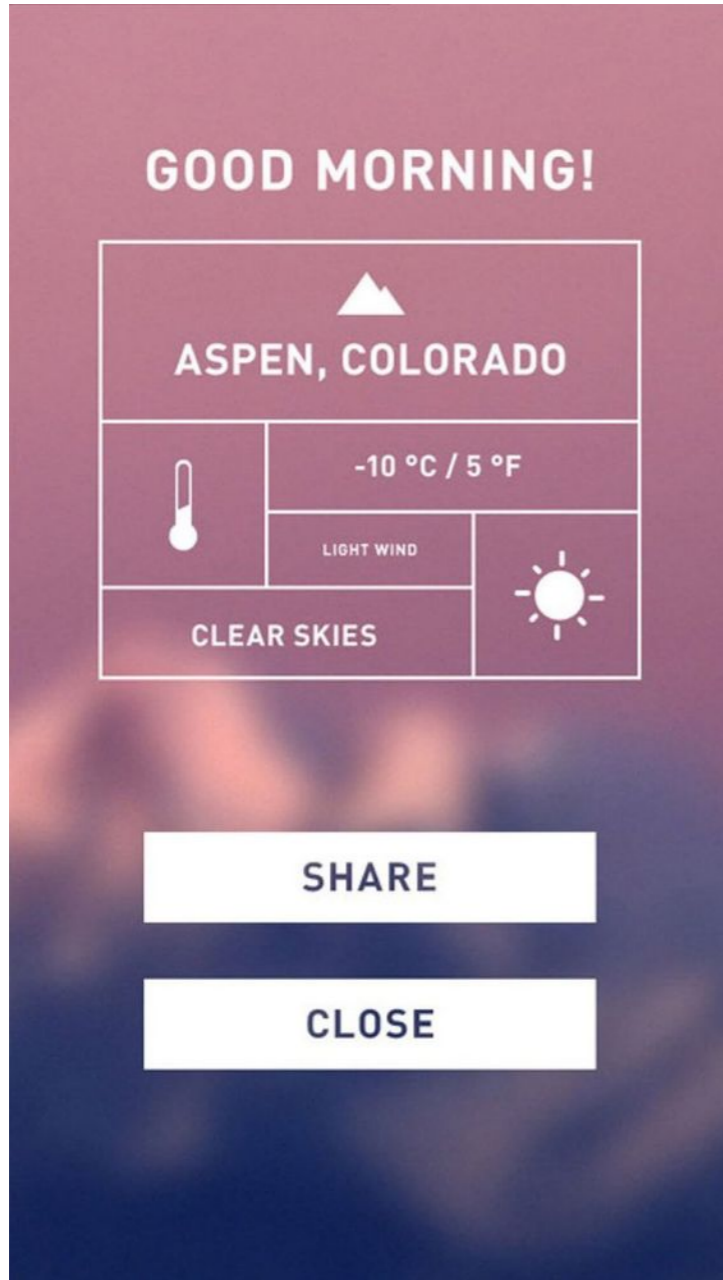 GOOD MORNING!
ASPEN, COLORADO
-10 °C / 5 °F
LIGHT WIND
CLEAR SKIES
SHARE
CLOSE